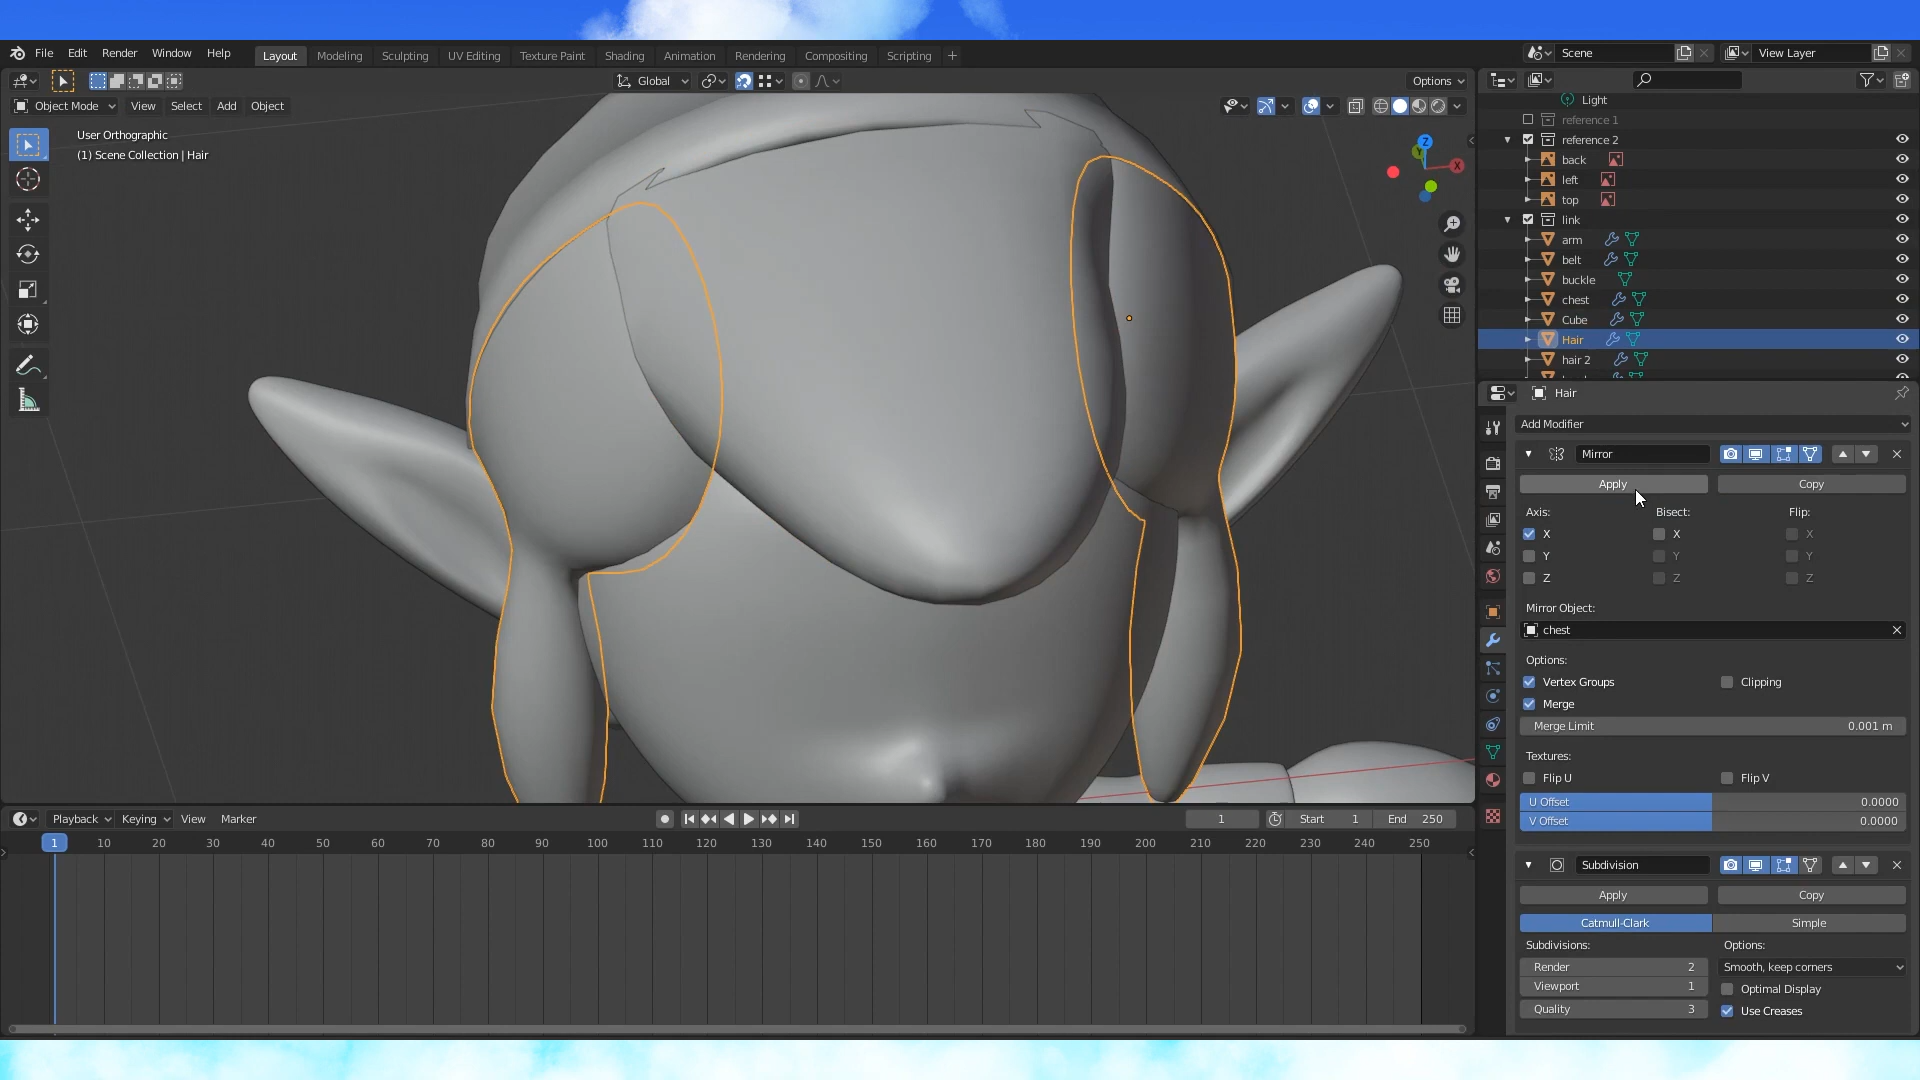 File Edit Render Window Help Layout Modeling Sculpting UV Editing Texture Paint Shading Animation Rendering Compositing Scripting + Scene View Layer
Global Options
Object Mode View Select Add Object
User Orthographic
(1) Scene Collection | Hair
Z
Y
X
Light
reference 1
reference 2
back
left
top
link
arm
belt
buckle
chest
Cube
Hair
hair 2
Hair
Add Modifier
Mirror
Apply Copy
Axis: Bisect: Flip:
X X X
Y Y Y
Z Z Z
Mirror Object:
chest
Options:
Vertex Groups Clipping
Merge
Merge Limit 0.001 m
Textures:
Flip U Flip V
U Offset 0.0000
V Offset 0.0000
Subdivision
Apply Copy
Catmull-Clark Simple
Subdivisions: Options:
Render 2 Smooth, keep corners
Viewport 1 Optimal Display
Quality 3 Use Creases
Playback Keying View Marker 1 Start 1 End 250
1 10 20 30 40 50 60 70 80 90 100 110 120 130 140 150 160 170 180 190 200 210 220 230 240 250